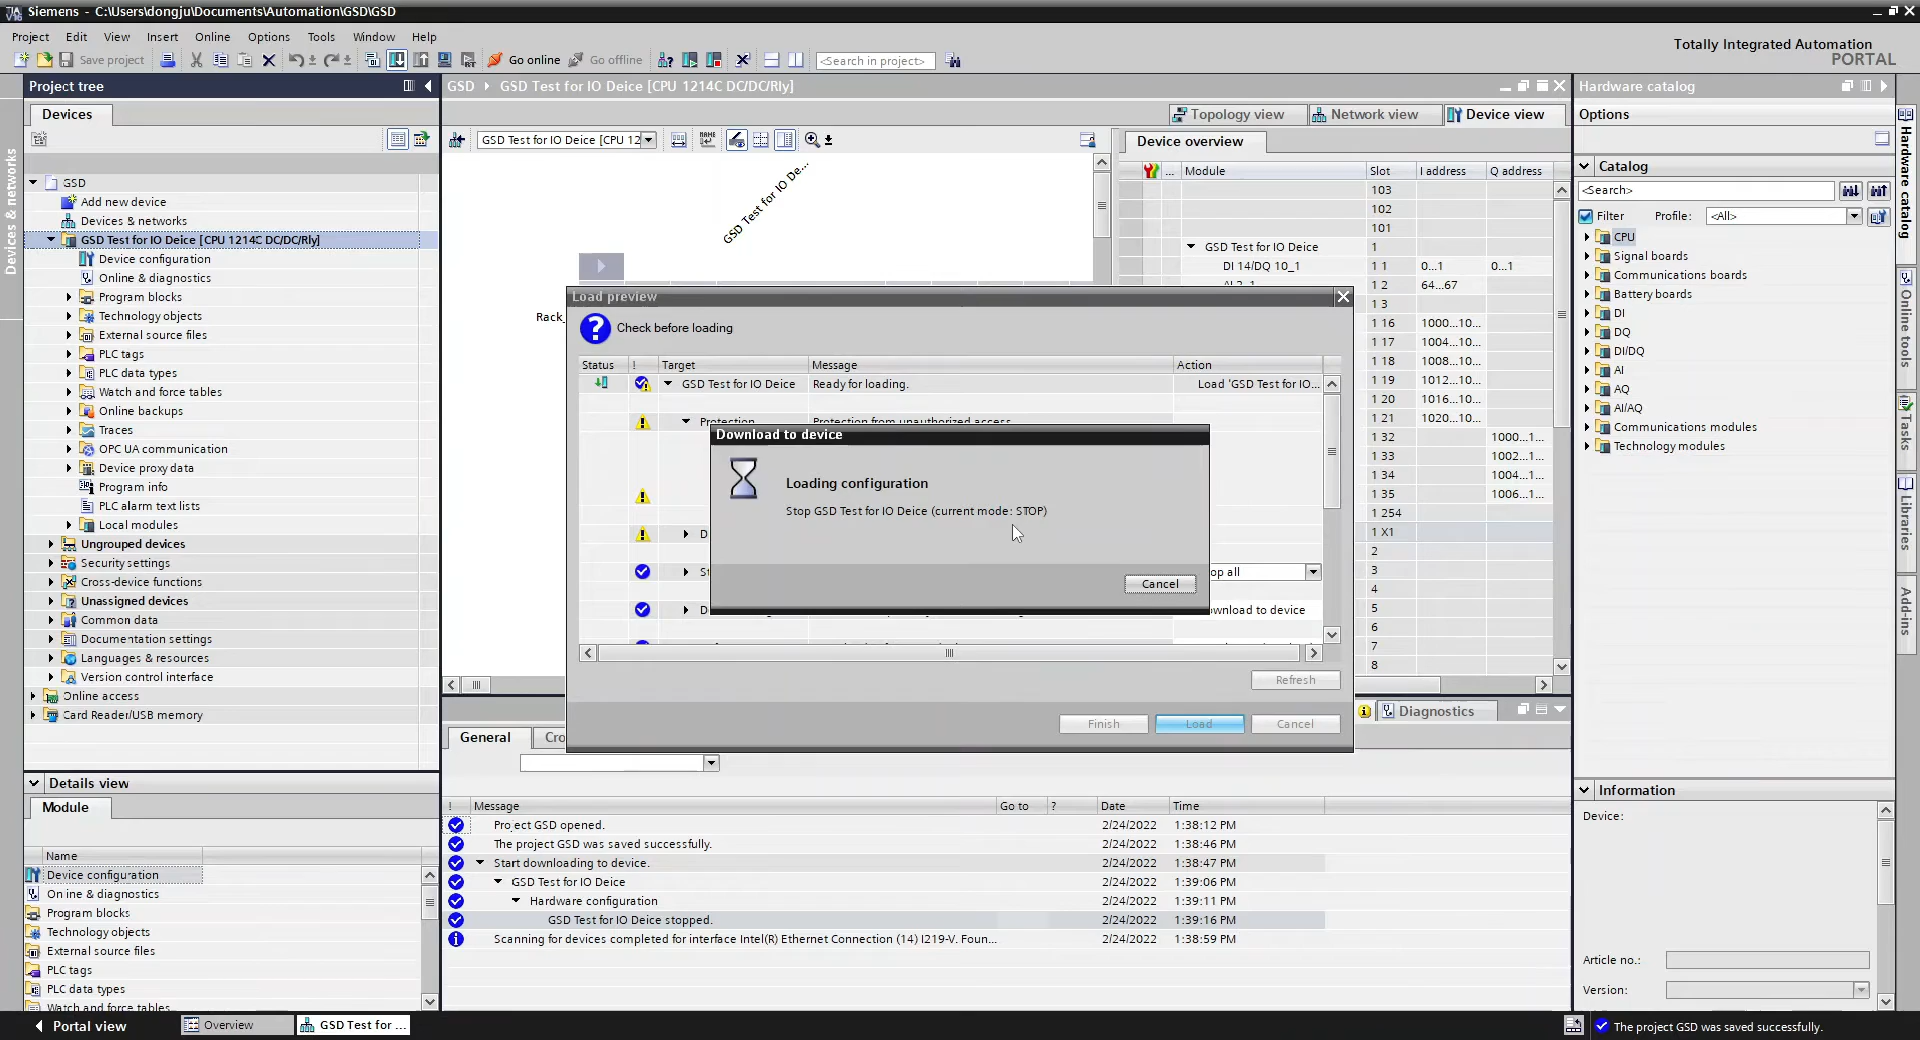 Siemens - C:\Users\dongju\Documents\Automation\GSD\GSD
Project Edit View Insert Online Options Tools Window Help
Totally Integrated Automation
PORTAL
Save project
Go online
Go offline
<Search in project>
Project tree
GSD GSD Test for IO Deice [CPU 1214C DC/DC/Rly]
Hardware catalog
Devices
Topology view
Network view
Device view
Options
GSD Test for IO Deice [CPU 12
Device overview
Devices & networks
GSD
Add new device
Devices & networks
GSD Test for IO Deice [CPU 1214C DC/DC/Rly]
Device configuration
Online & diagnostics
Program blocks
Technology objects
External source files
PLC tags
PLC data types
Watch and force tables
Online backups
Traces
OPC UA communication
Device proxy data
Program info
PLC alarm text lists
Local modules
Ungrouped devices
Security settings
Cross-device functions
Unassigned devices
Common data
Documentation settings
Languages & resources
Version control interface
Online access
Card Reader/USB memory
GSD Test for IO De...
Rack_
... Module Slot I address Q address
103
102
101
GSD Test for IO Deice 1
DI 14/DQ 10_1 1 1 0...1 0...1
AI 2_1 1 2 64...67
1 3
1 16 1000...10...
1 17 1004...10...
1 18 1008...10...
1 19 1012...10...
1 20 1016...10...
1 21 1020...10...
1 32 1000...1...
1 33 1002...1...
1 34 1004...1...
1 35 1006...1...
1 254
1 X1
2
3
4
5
6
7
8
Load preview
Check before loading
Status ! Target Message Action
GSD Test for IO Deice Ready for loading. Load 'GSD Test for IO...
Protection Protection from unauthorized access
D
St
op all
D
ownload to device
Refresh
Finish Load Cancel
Download to device
Loading configuration
Stop GSD Test for IO Deice (current mode: STOP)
Cancel
Catalog
<Search>
Filter Profile: <All>
CPU
Signal boards
Communications boards
Battery boards
DI
DQ
DI/DQ
AI
AQ
AI/AQ
Communications modules
Technology modules
Hardware catalog
Online tools
Tasks
Libraries
Add-ins
Diagnostics
General
Cro
! Message Go to ? Date Time
Project GSD opened. 2/24/2022 1:38:12 PM
The project GSD was saved successfully. 2/24/2022 1:38:46 PM
Start downloading to device. 2/24/2022 1:38:47 PM
GSD Test for IO Deice 2/24/2022 1:39:06 PM
Hardware configuration 2/24/2022 1:39:11 PM
GSD Test for IO Deice stopped. 2/24/2022 1:39:16 PM
Scanning for devices completed for interface Intel(R) Ethernet Connection (14) I219-V. Foun... 2/24/2022 1:38:59 PM
Details view
Module
Name
Device configuration
Online & diagnostics
Program blocks
Technology objects
External source files
PLC tags
PLC data types
Watch and force tables
Information
Device:
Article no.:
Version:
Portal view
Overview
GSD Test for ...
The project GSD was saved successfully.